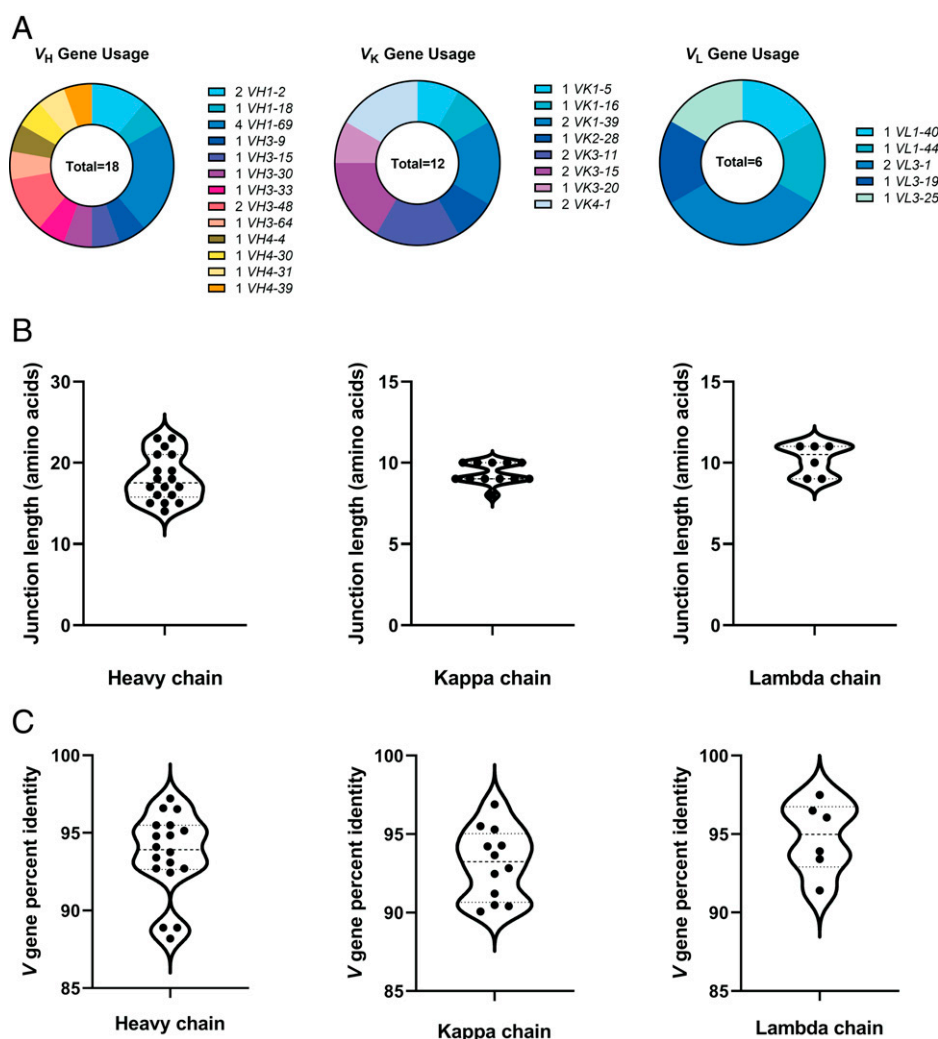 A
VH Gene Usage
Total=18
2 VH1-2
1 VH1-18
4 VH1-69
1 VH3-9
1 VH3-15
1 VH3-30
1 VH3-33
2 VH3-48
1 VH3-64
1 VH4-4
1 VH4-30
1 VH4-31
1 VH4-39
VK Gene Usage
Total=12
1 VK1-5
1 VK1-16
2 VK1-39
1 VK2-28
2 VK3-11
2 VK3-15
1 VK3-20
2 VK4-1
VL Gene Usage
Total=6
1 VL1-40
1 VL1-44
2 VL3-1
1 VL3-19
1 VL3-25
B
Junction length (amino acids)
30
20
10
0
Heavy chain
Junction length (amino acids)
15
10
5
0
Kappa chain
Junction length (amino acids)
15
10
5
0
Lambda chain
C
V gene percent identity
100
95
90
85
Heavy chain
V gene percent identity
100
95
90
85
Kappa chain
V gene percent identity
100
95
90
85
Lambda chain